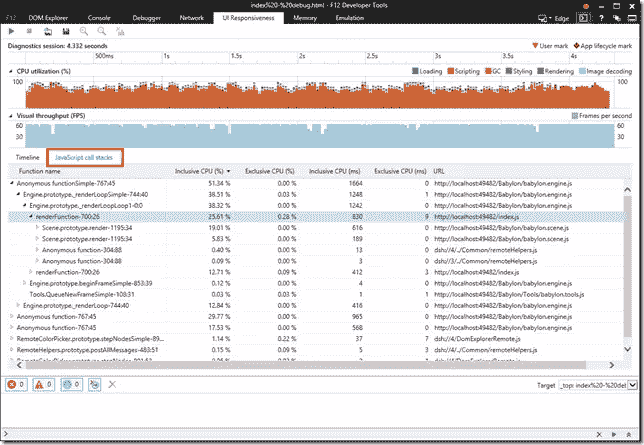 index%20-%20debug.html - F12 Developer Tools
F12 DOM Explorer Console Debugger Network UI Responsiveness Memory Emulation Edge
Diagnostics session: 4.332 seconds
User mark App lifecycle mark
500ms 1s 1.5s 2s 2.5s 3s 3.5s 4s
CPU utilization (%)
Loading Scripting GC Styling Rendering Image decoding
100 100
0 0
Visual throughput (FPS)
Frames per second
60 60
30 30
Timeline JavaScript call stacks
Function name Inclusive CPU (%) Exclusive CPU (%) Inclusive CPU (ms) Exclusive CPU (ms) URL
Anonymous functionSimple-767:45 51.34 % 0.00 % 1664 0 http://localhost:49482/Babylon/babylon.engine.js
Engine.prototype._renderLoopSimple-744:40 38.51 % 0.03 % 1248 1 http://localhost:49482/Babylon/babylon.engine.js
Engine.prototype._renderLoopLoop1-0:0 38.32 % 0.00 % 1242 0 http://localhost:49482/Babylon/babylon.engine.js
renderFunction-700:26 25.61 % 0.28 % 830 9 http://localhost:49482/index.js
Scene.prototype.render-1195:34 19.01 % 0.00 % 616 0 http://localhost:49482/Babylon/babylon.scene.js
Scene.prototype.render-1195:34 5.83 % 0.00 % 189 0 http://localhost:49482/Babylon/babylon.scene.js
Anonymous function-304:88 0.40 % 0.00 % 13 0 dsh://4/../Common/remoteHelpers.js
Anonymous function-304:88 0.09 % 0.00 % 3 0 dsh://3/../Common/remoteHelpers.js
renderFunction-700:26 12.71 % 0.09 % 412 3 http://localhost:49482/index.js
Engine.prototype.beginFrameSimple-853:39 0.12 % 0.00 % 4 0 http://localhost:49482/Babylon/babylon.engine.js
Tools.QueueNewFrameSimple-108:31 0.03 % 0.03 % 1 1 http://localhost:49482/Babylon/Tools/babylon.tools.js
Engine.prototype._renderLoop-744:40 12.84 % 0.00 % 416 0 http://localhost:49482/Babylon/babylon.engine.js
Anonymous function-767:45 29.77 % 0.00 % 965 0 http://localhost:49482/Babylon/babylon.engine.js
Anonymous function-767:45 17.53 % 0.00 % 568 0 http://localhost:49482/Babylon/babylon.engine.js
RemoteColorPicker.prototype.stepNodesSimple-89... 1.14 % 0.22 % 37 7 dsh://4/DomExplorerRemote.js
RemoteHelpers.prototype.postAllMessages-483:51 0.15 % 0.09 % 5 3 dsh://4/../Common/remoteHelpers.js
0 0 0
Target _top: index%20-%20del